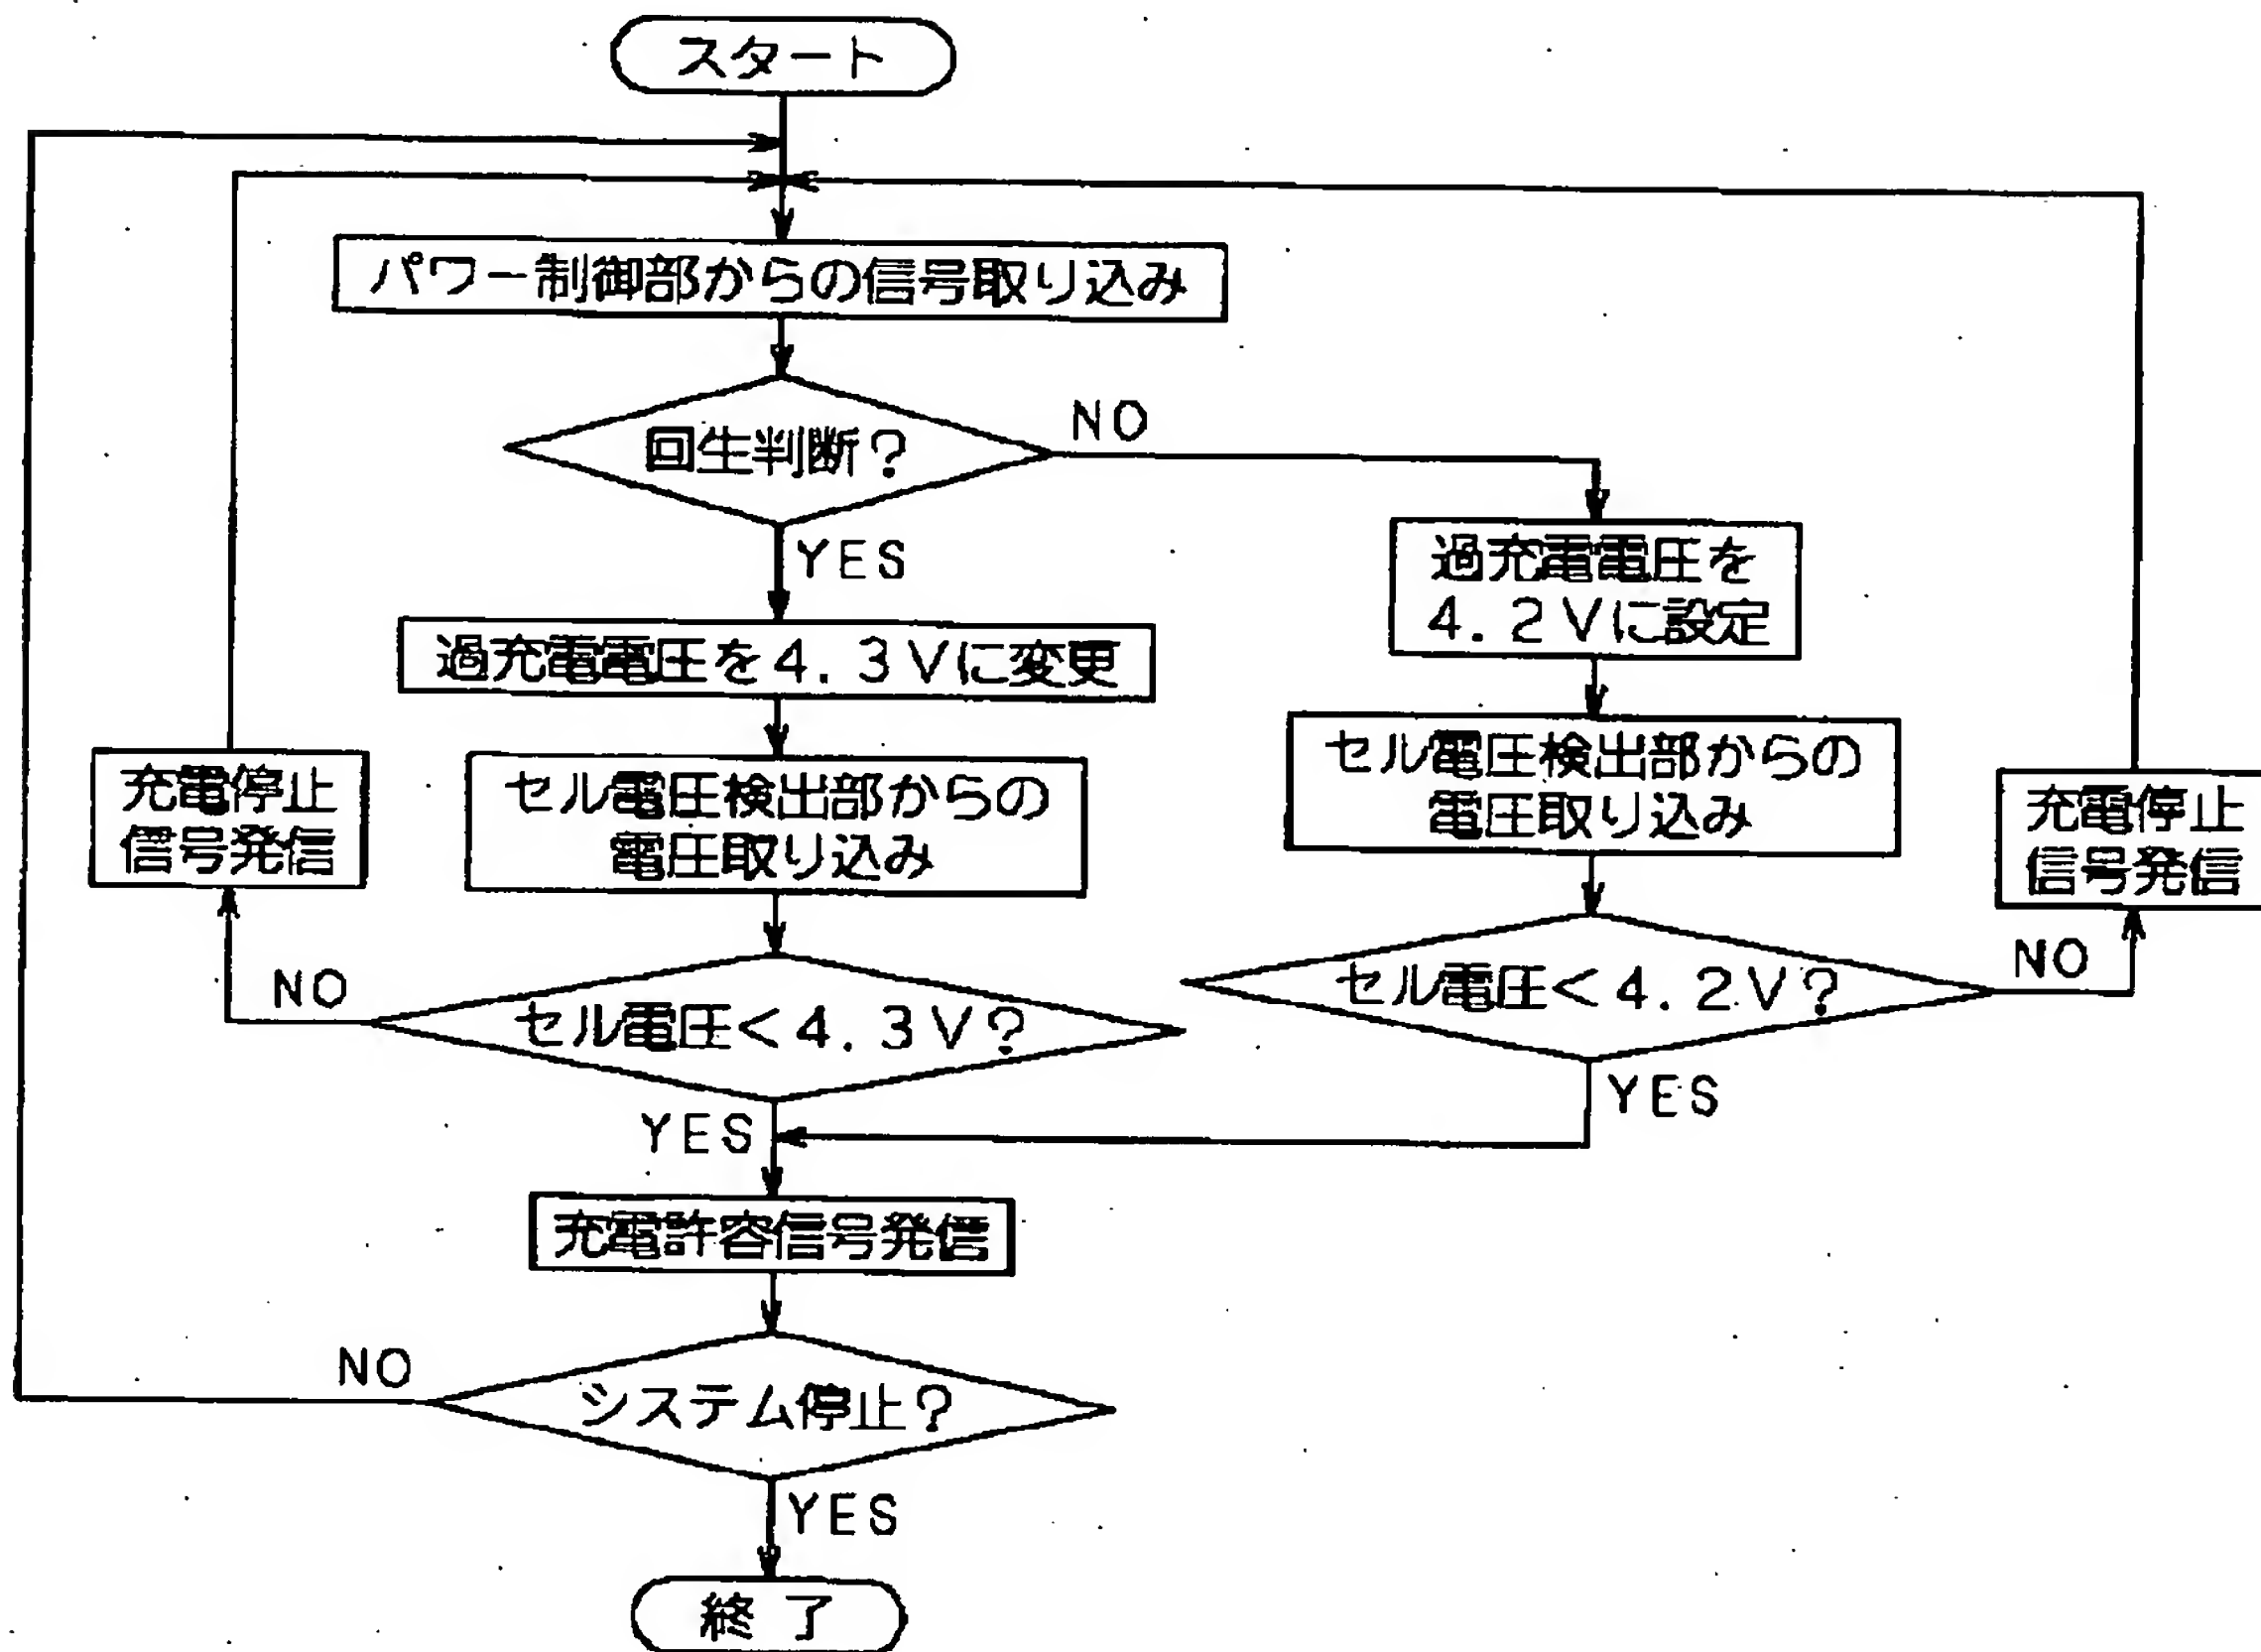 スタート
パワー制御部からの信号取り込み
回生判断?
NO
YES
過充電電圧を
4.2Vに設定
過充電電圧を4.3Vに変更
セル電圧検出部からの
電圧取り込み
セル電圧検出部からの
電圧取り込み
充電停止
信号発信
充電停止
信号発信
NO
セル電圧<4.3V?
セル電圧<4.2V?
NO
YES
YES
充電許容信号発信
NO
システム停止?
YES
終了